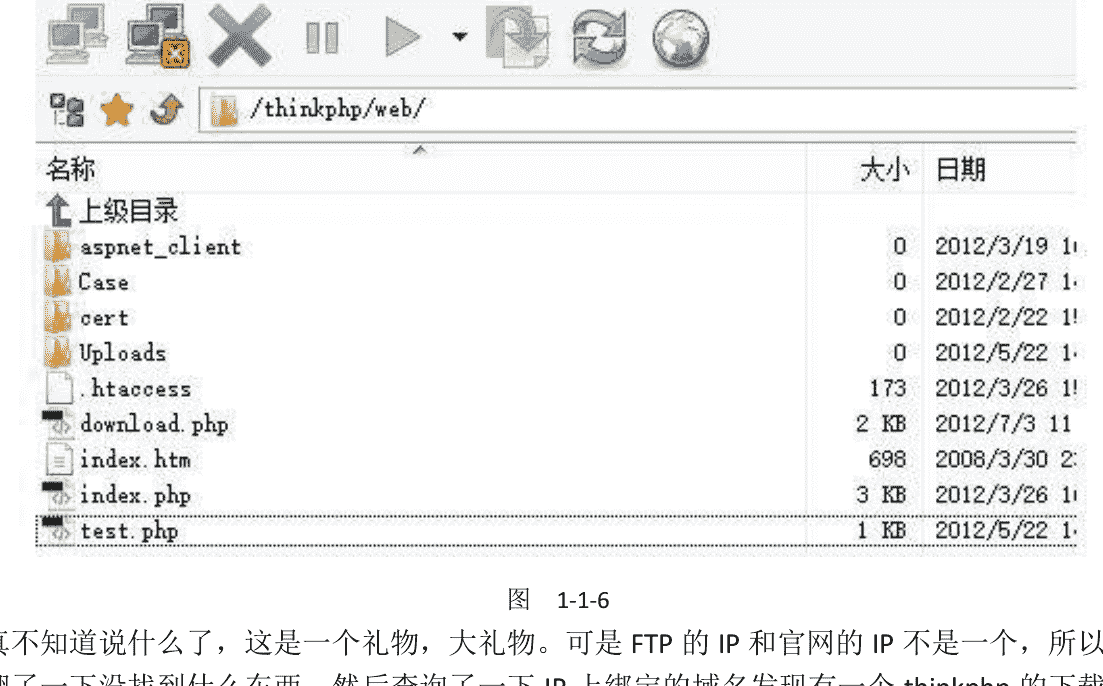 /thinkphp/web/
名称 大小 日期
上级目录
aspnet_client 0 2012/3/19
Case 0 2012/2/27
cert 0 2012/2/22
Uploads 0 2012/5/22
.htaccess 173 2012/3/26
download.php 2 KB 2012/7/3 11
index.htm 698 2008/3/30
index.php 3 KB 2012/3/26
test.php 1 KB 2012/5/22
图 1-1-6
真不知道说什么了，这是一个礼物，大礼物。可是 FTP 的 IP 和官网的 IP 不是一个，所以
了一下没找到什么东西，然后查询了一下 IP 上绑定的域名发现有一个 thinkphp 的下载